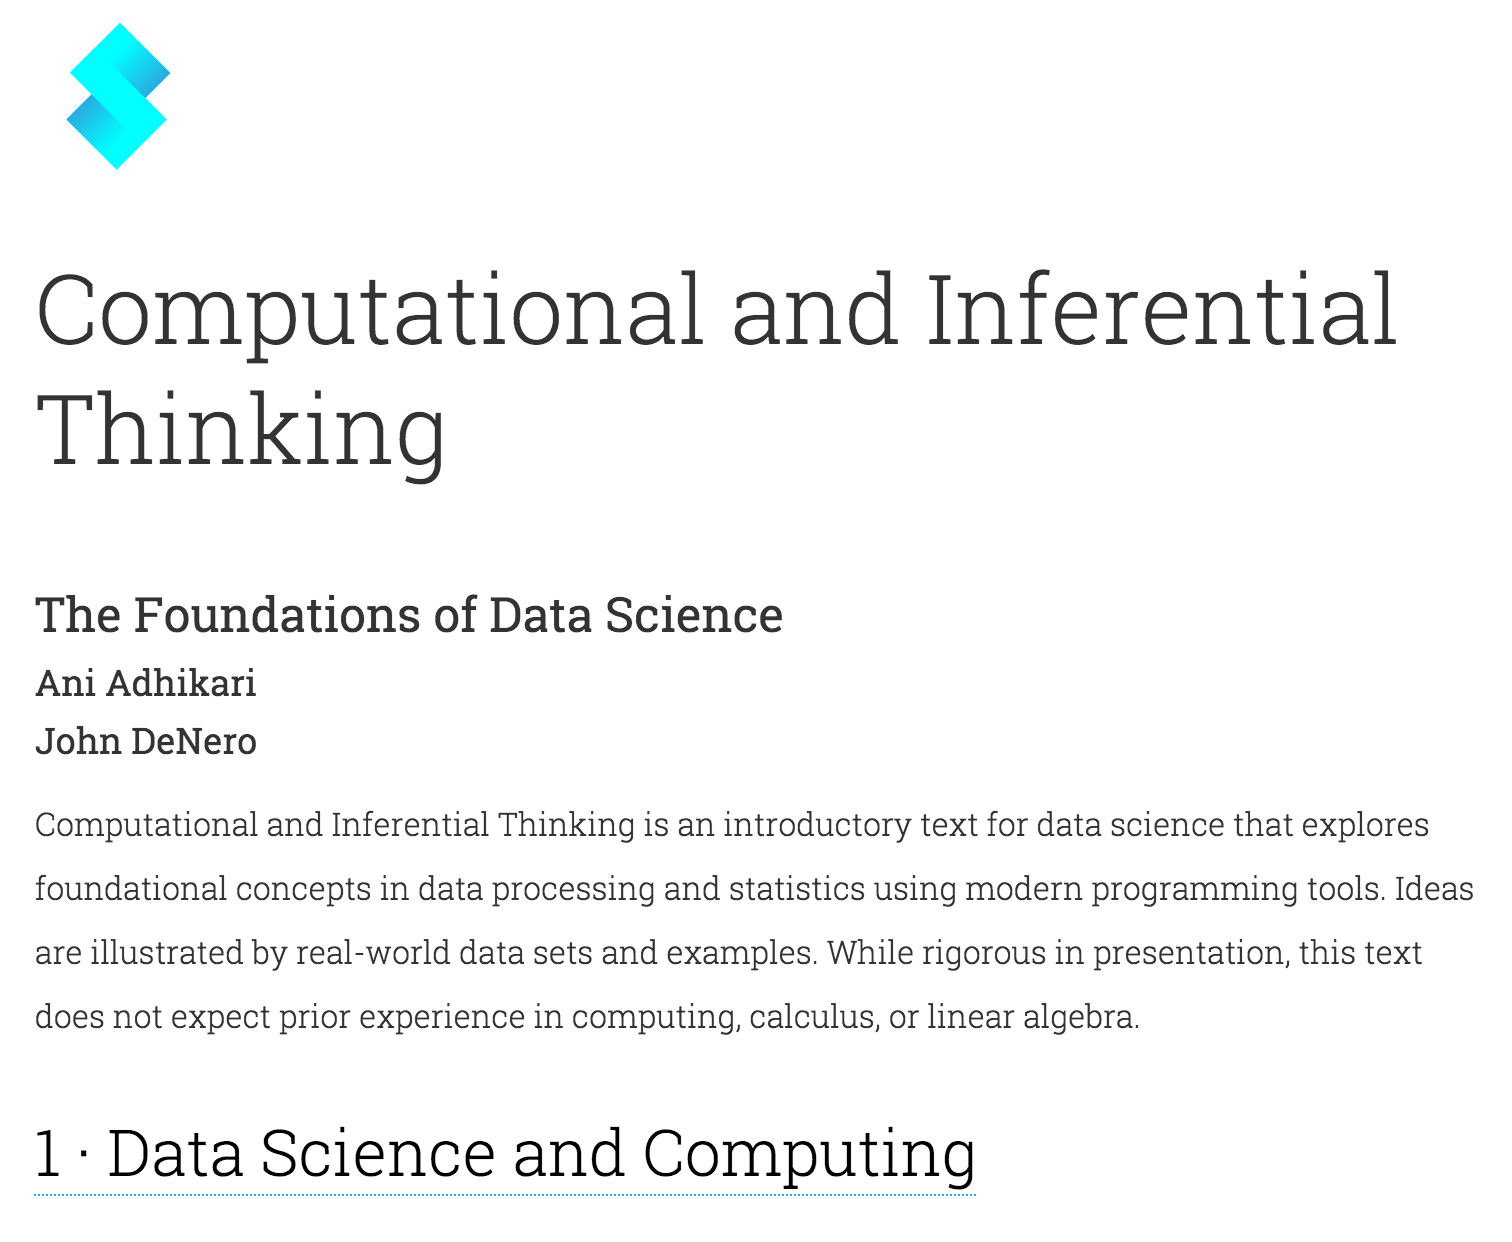 Computational and Inferential
Thinking
The Foundations of Data Science
Ani Adhikari
John DeNero
Computational and Inferential Thinking is an introductory text for data science that explores
foundational concepts in data processing and statistics using modern programming tools. Ideas
are illustrated by real-world data sets and examples. While rigorous in presentation, this text
does not expect prior experience in computing, calculus, or linear algebra.
1 · Data Science and Computing